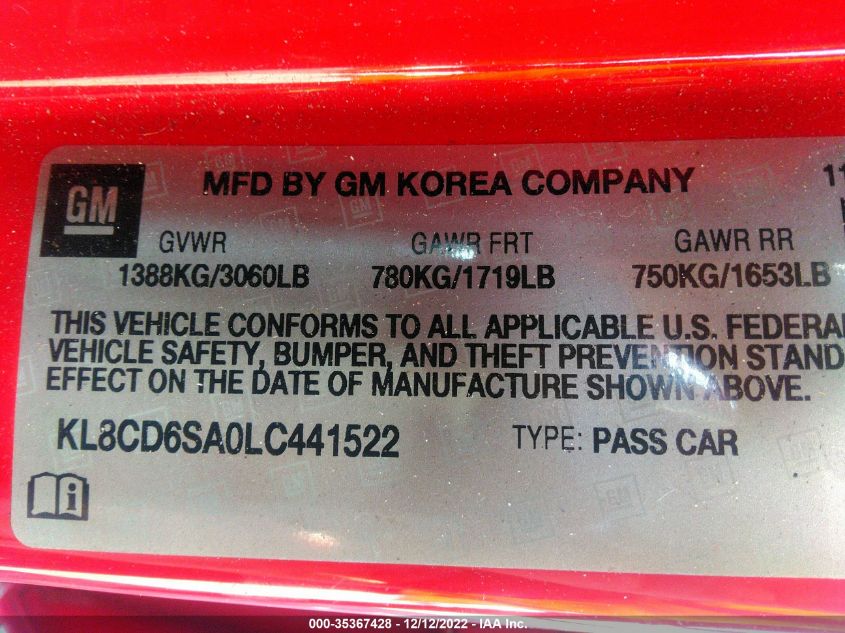 GM
MFD BY GM KOREA COMPANY
11
GVWR GAWR FRT GAWR RR
1388KG/3060LB 780KG/1719LB 750KG/1653LB
THIS VEHICLE CONFORMS TO ALL APPLICABLE U.S. FEDERA
VEHICLE SAFETY, BUMPER, AND THEFT PREVENTION STAND
EFFECT ON THE DATE OF MANUFACTURE SHOWN ABOVE.
KL8CD6SA0LC441522 TYPE: PASS CAR
000-35367428 - 12/12/2022 - IAA Inc.